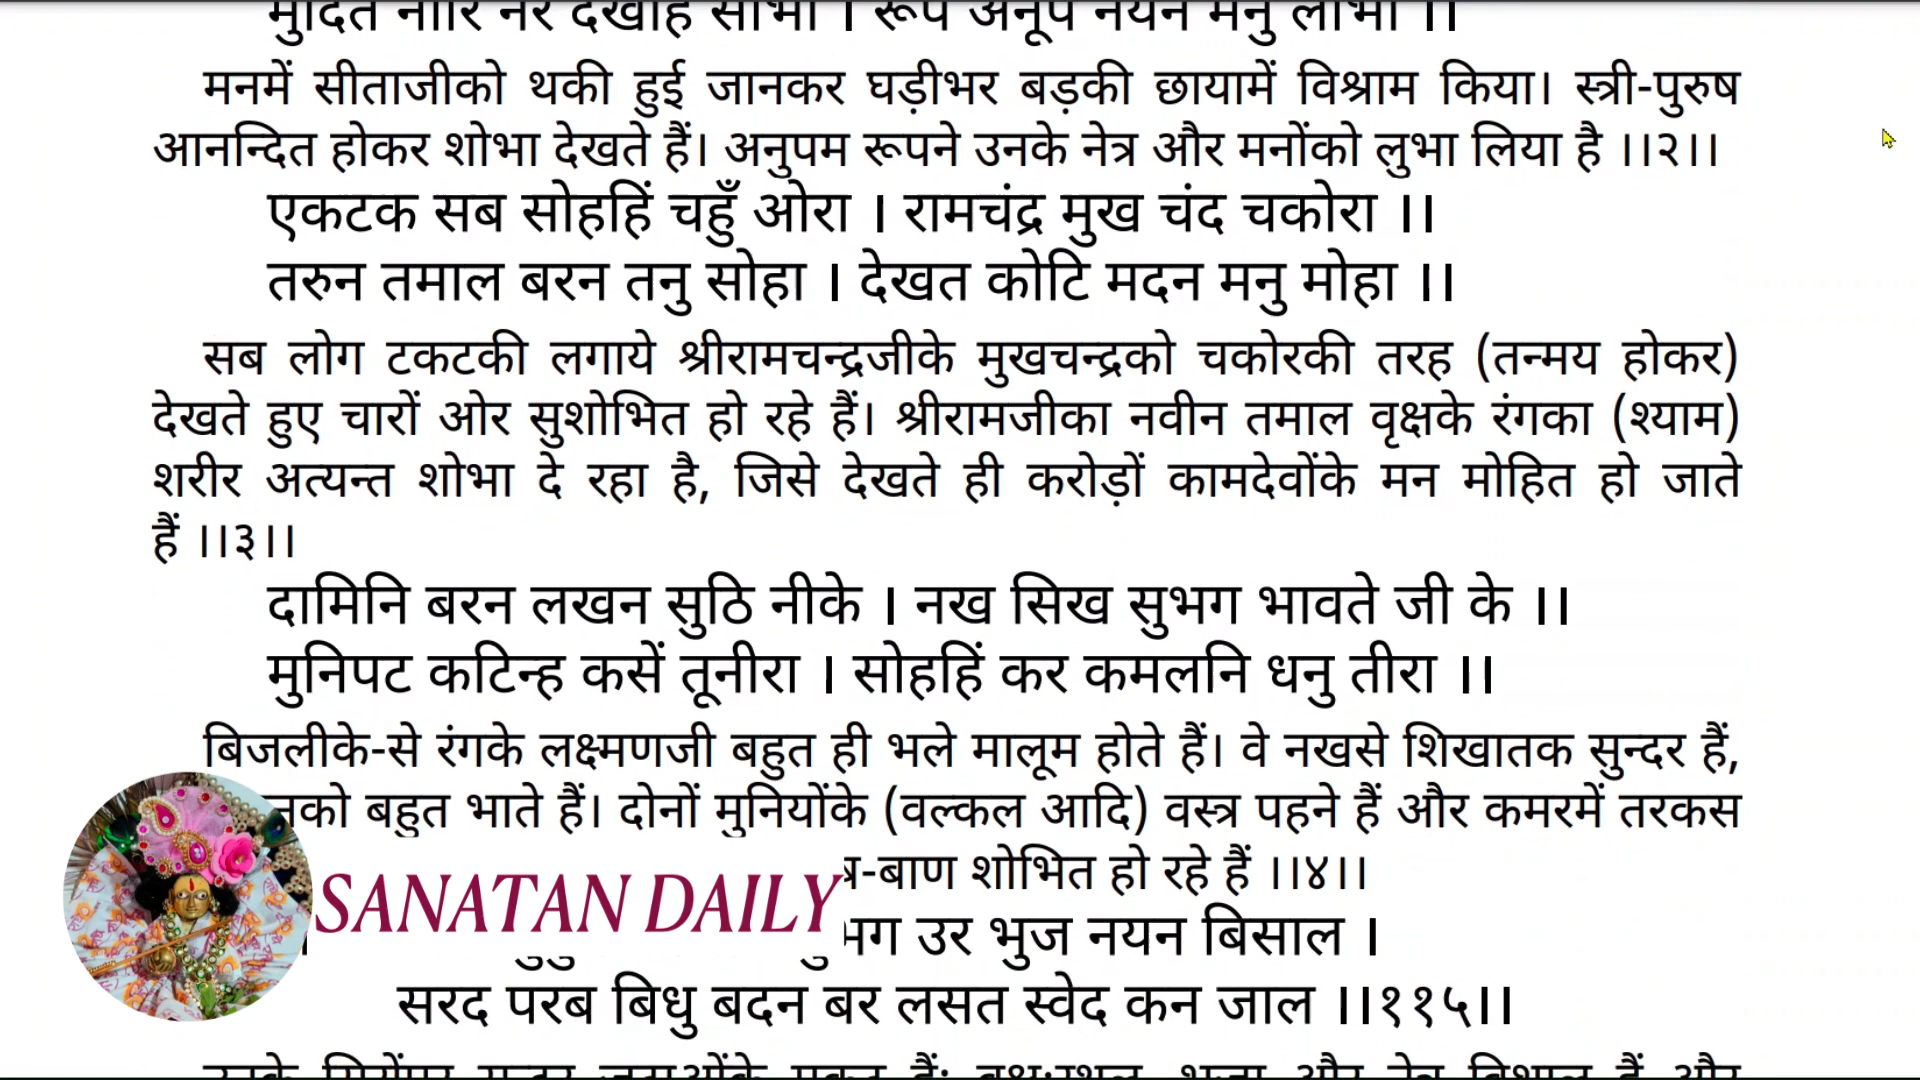 मुदित नारि नर देखहिं सोभा । रूप अनूप नयन मनु लोभा ।।
मनमें सीताजीको थकी हुई जानकर घड़ीभर बड़की छायामें विश्राम किया। स्त्री-पुरुष
आनन्दित होकर शोभा देखते हैं। अनुपम रूपने उनके नेत्र और मनोंको लुभा लिया है ।।२।।
एकटक सब सोहहिं चहुँ ओरा । रामचंद्र मुख चंद चकोरा ।।
तरुन तमाल बरन तनु सोहा । देखत कोटि मदन मनु मोहा ।।
सब लोग टकटकी लगाये श्रीरामचन्द्रजीके मुखचन्द्रको चकोरकी तरह (तन्मय होकर)
देखते हुए चारों ओर सुशोभित हो रहे हैं। श्रीरामजीका नवीन तमाल वृक्षके रंगका (श्याम)
शरीर अत्यन्त शोभा दे रहा है, जिसे देखते ही करोड़ों कामदेवोंके मन मोहित हो जाते
हैं ।।३।।
दामिनि बरन लखन सुठि नीके । नख सिख सुभग भावते जी के ।।
मुनिपट कटिन्ह कसें तूनीरा । सोहहिं कर कमलनि धनु तीरा ।।
बिजलीके-से रंगके लक्ष्मणजी बहुत ही भले मालूम होते हैं। वे नखसे शिखातक सुन्दर हैं,
बहुत भाते हैं। दोनों मुनियोंके (वल्कल आदि) वस्त्र पहने हैं और कमरमें तरकस
-बाण शोभित हो रहे हैं ।।४।।
SANATAN DAILY
उर भुज नयन बिसाल ।
सरद परब बिधु बदन बर लसत स्वेद कन जाल ।।११५।।